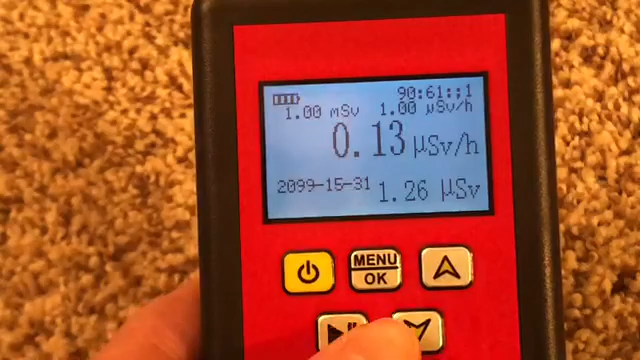 90:61:;1
1.00 mSv 1.00 µSv/h
0.13 µSv/h
2099-15-31 1.26 µSv
MENU
OK